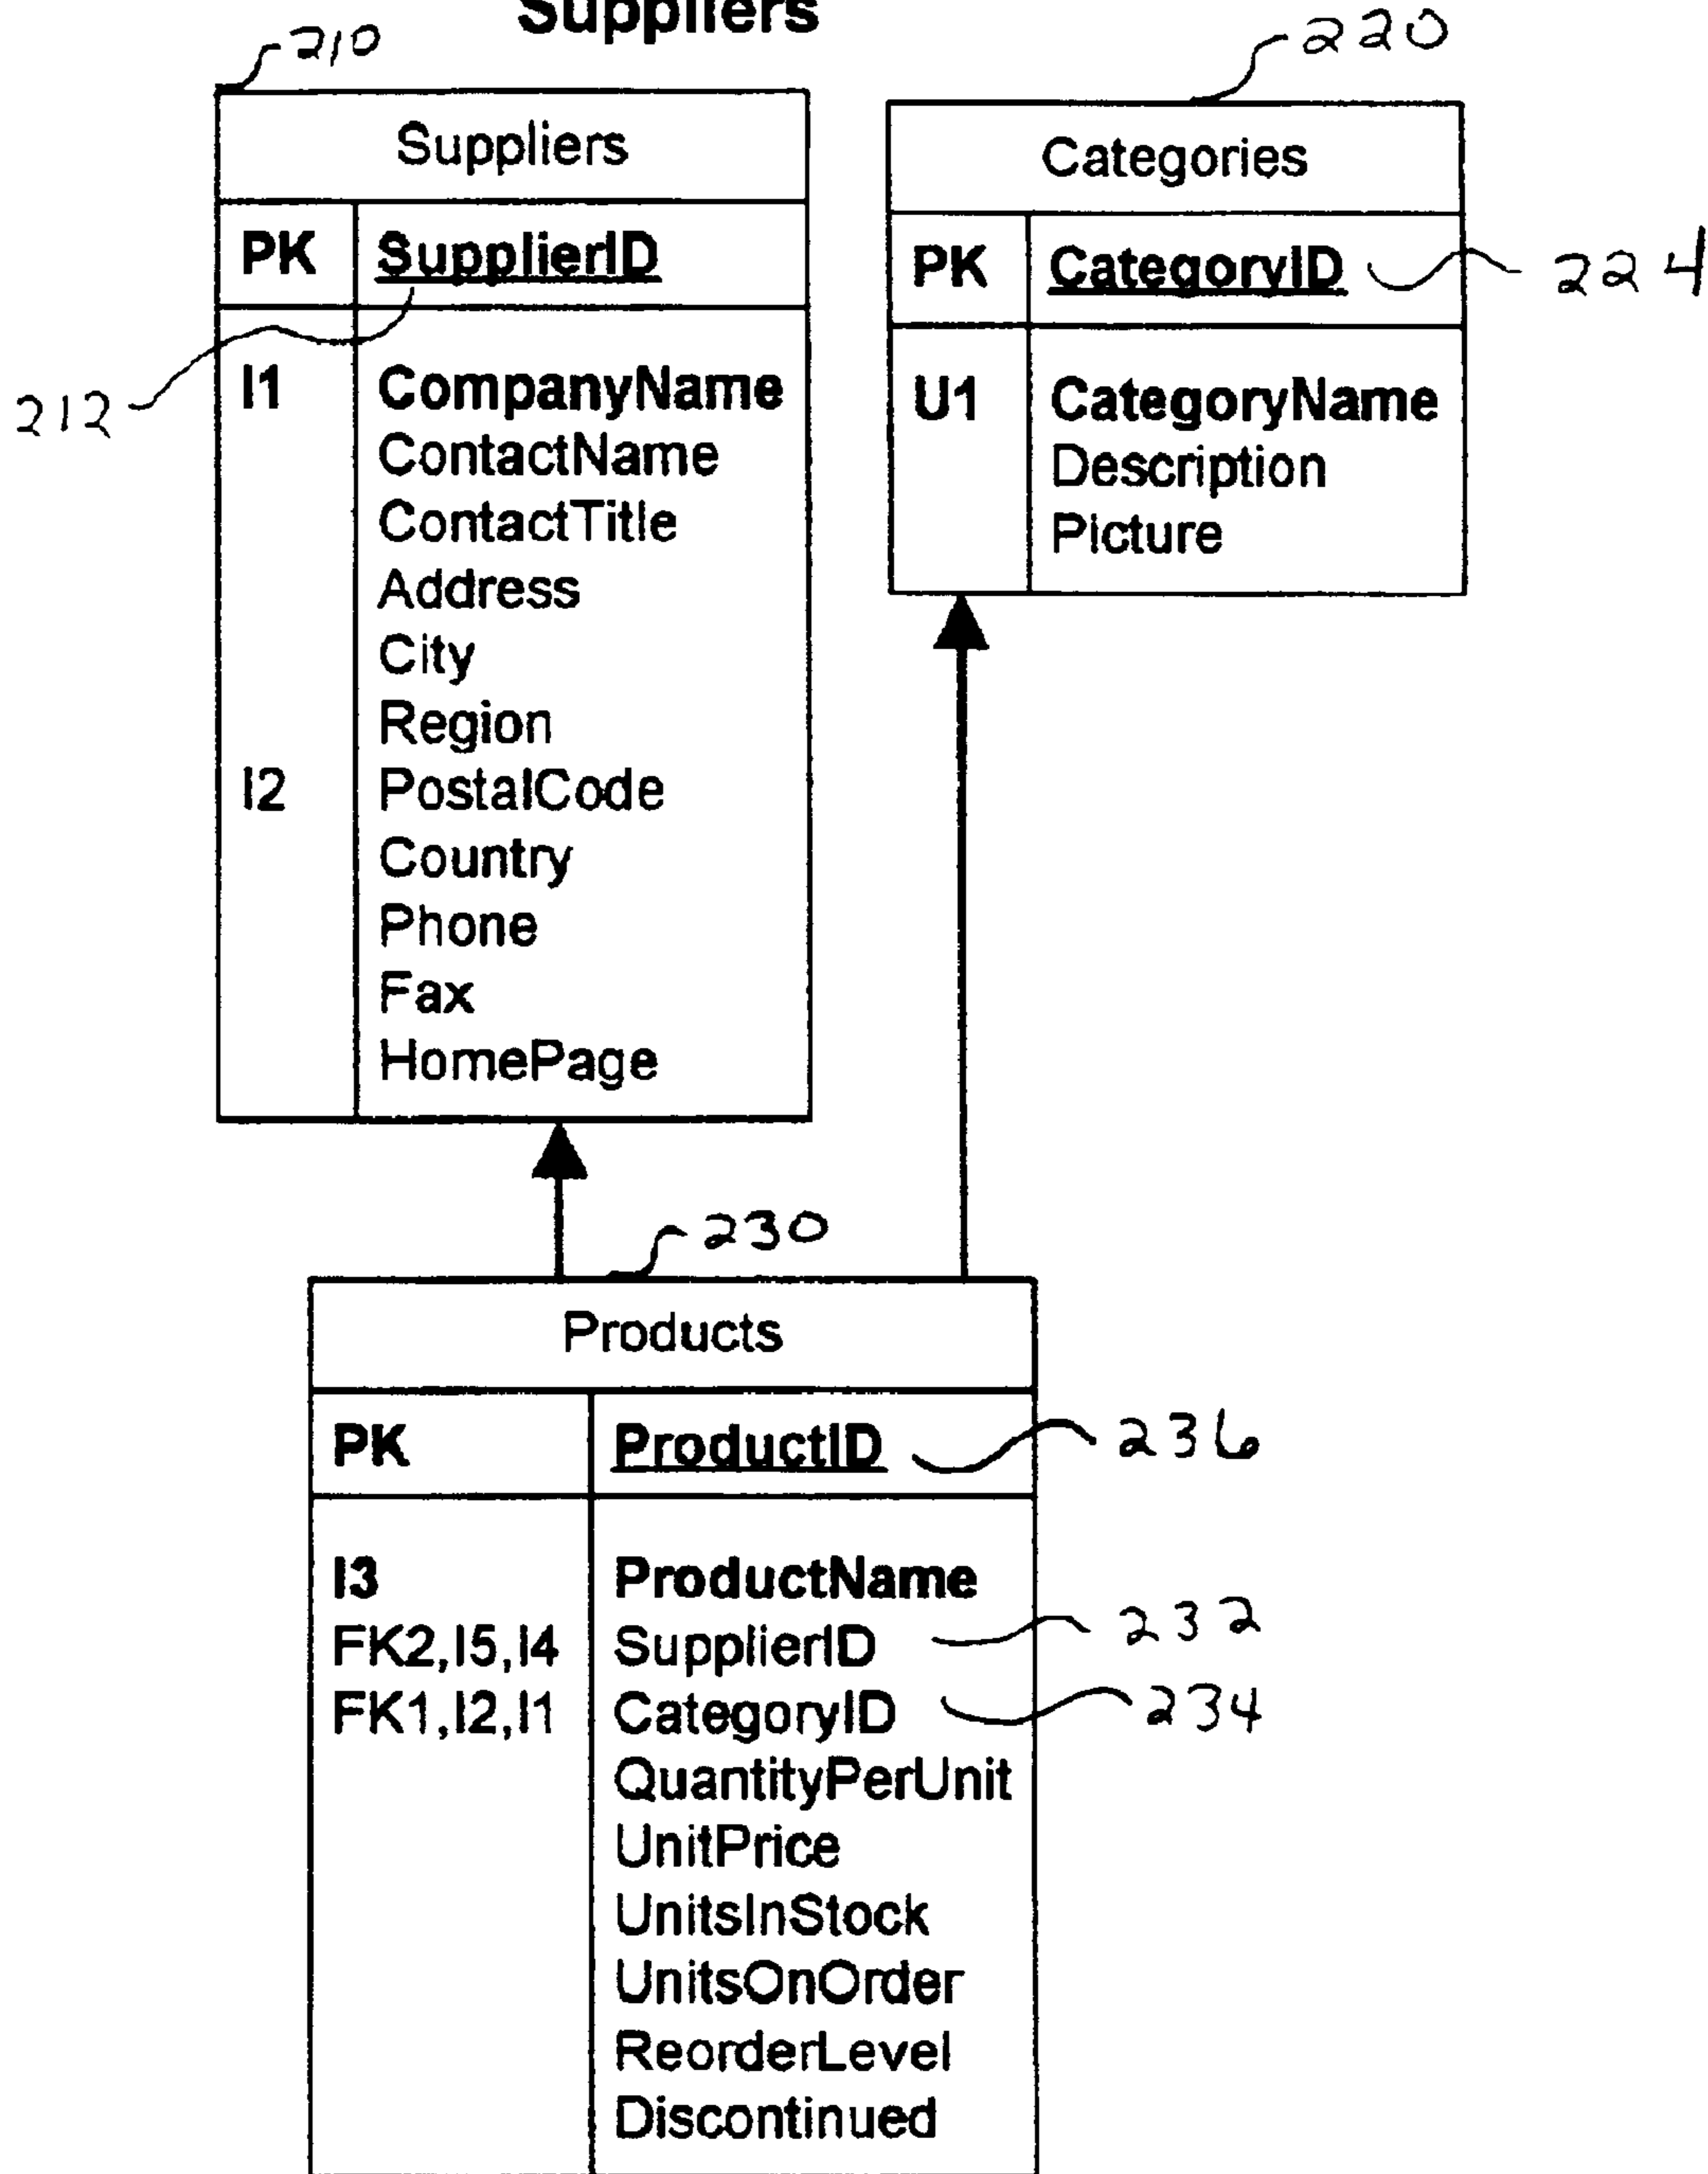 Suppliers
210
220
Suppliers
PK SupplierID
212
I1 CompanyName
ContactName
ContactTitle
Address
City
Region
I2 PostalCode
Country
Phone
Fax
HomePage
Categories
PK CategoryID 224
U1 CategoryName
Description
Picture
230
Products
PK ProductID 236
I3 ProductName
FK2,I5,I4 SupplierID 232
FK1,I2,I1 CategoryID 234
QuantityPerUnit
UnitPrice
UnitsInStock
UnitsOnOrder
ReorderLevel
Discontinued